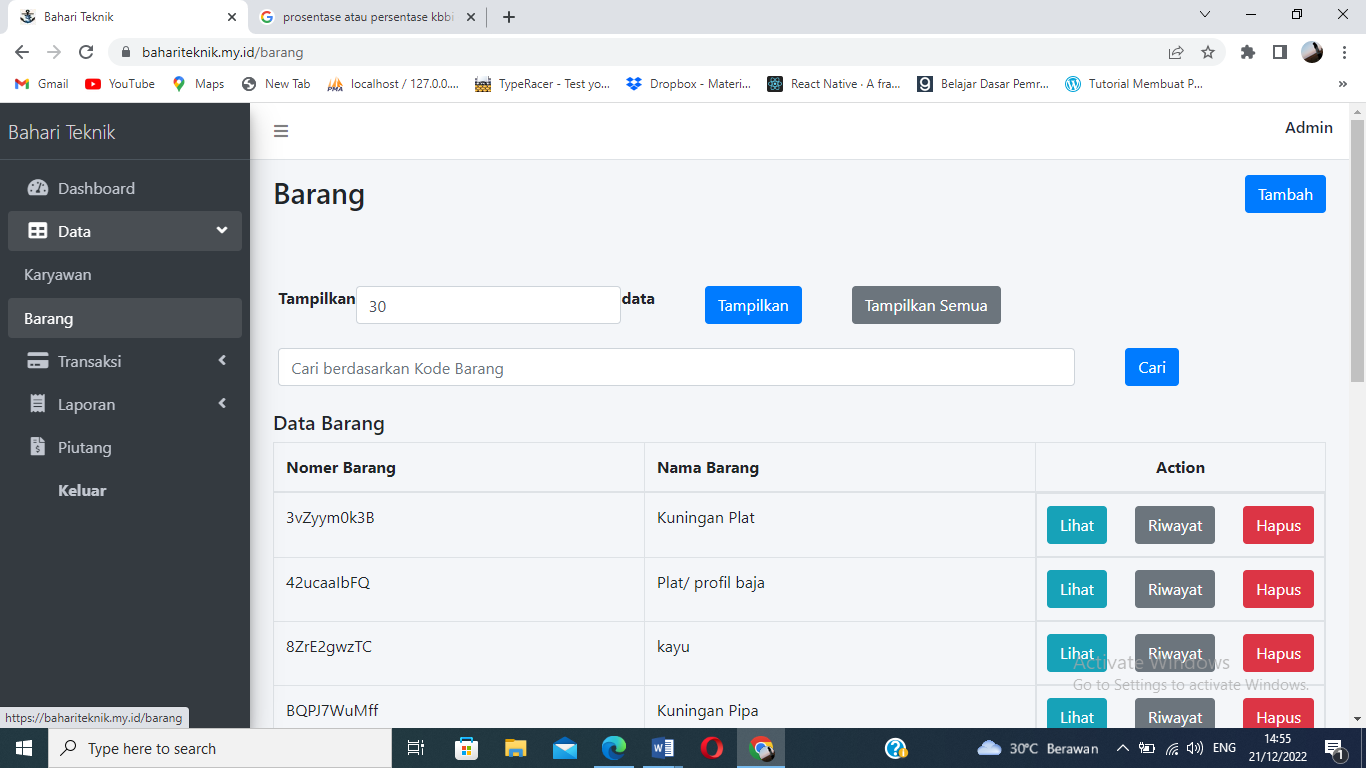 Bahari Teknik
prosentase atau persentase kbbi
bahariteknik.my.id/barang
Gmail
YouTube
Maps
New Tab
localhost / 127.0.0....
TypeRacer - Test yo...
Dropbox - Materi...
React Native · A fra...
Belajar Dasar Pemr...
Tutorial Membuat P...
Bahari Teknik
Admin
Dashboard
Data
Karyawan
Barang
Transaksi
Laporan
Piutang
Keluar
Barang
Tambah
Tampilkan 30 data
Tampilkan
Tampilkan Semua
Cari berdasarkan Kode Barang
Cari
Data Barang
Nomer Barang Nama Barang Action
3vZyym0k3B Kuningan Plat Lihat Riwayat Hapus
42ucaaIbFQ Plat/ profil baja Lihat Riwayat Hapus
8ZrE2gwzTC kayu Lihat Riwayat Hapus
BQPJ7WuMff Kuningan Pipa Lihat Riwayat Hapus
Activate Windows
Go to Settings to activate Windows.
https://bahariteknik.my.id/barang
Type here to search
30°C Berawan
ENG
14:55
21/12/2022
1